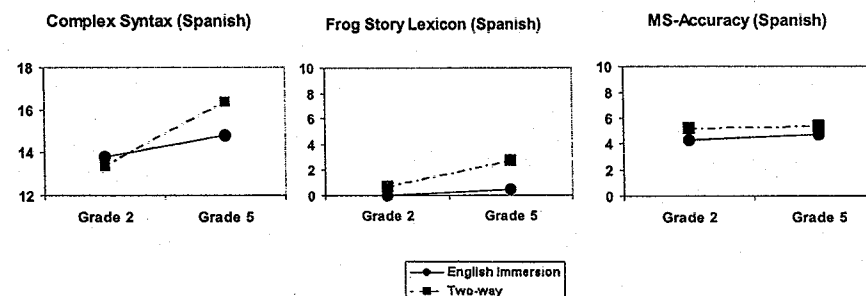 Complex Syntax (Spanish)
18
16
14
12
Grade 2 Grade 5
Frog Story Lexicon (Spanish)
10
8
6
4
2
0
Grade 2 Grade 5
MS-Accuracy (Spanish)
10
8
6
4
2
0
Grade 2 Grade 5
English Immersion
Two-way